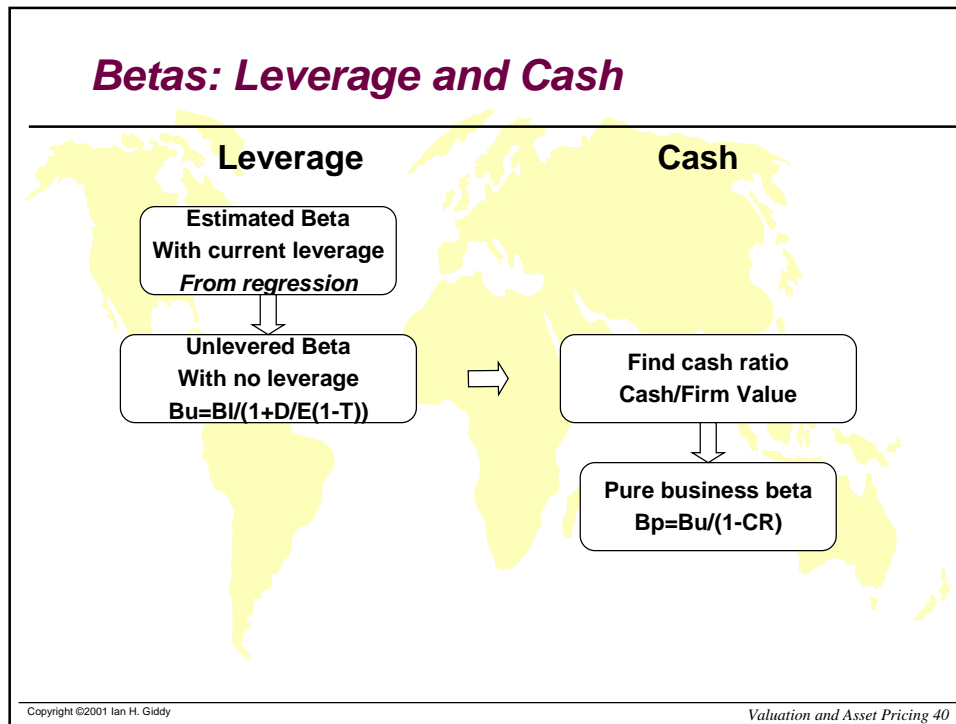 Betas: Leverage and Cash
Leverage
Estimated Beta
With current leverage
From regression
Unlevered Beta
With no leverage
Bu=Bl/(1+D/E(1-T))
Cash
Find cash ratio
Cash/Firm Value
Pure business beta
Bp=Bu/(1-CR)
Copyright ©2001 Ian H. Giddy
Valuation and Asset Pricing 40